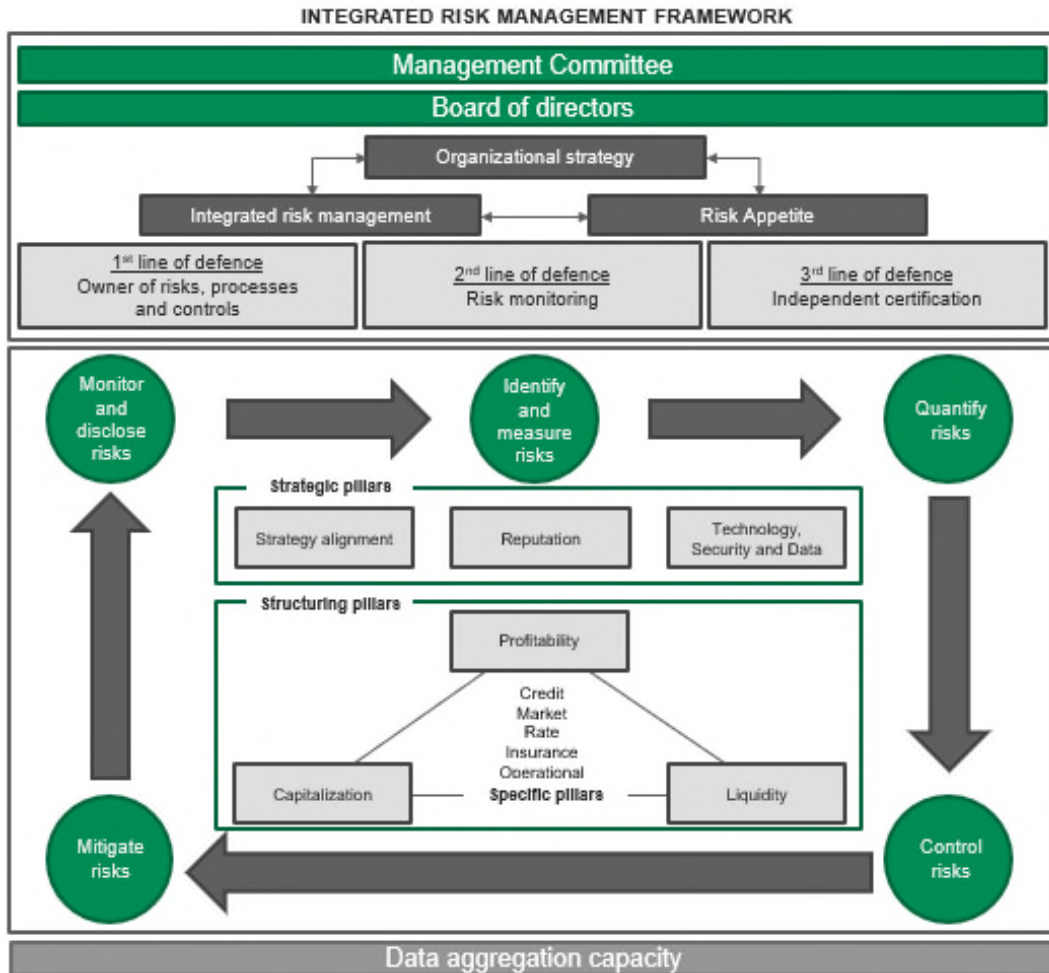 INTEGRATED RISK MANAGEMENT FRAMEWORK
Management Committee
Board of directors
Organizational strategy
Integrated risk management
Risk Appetite
1st line of defence
Owner of risks, processes
and controls
2nd line of defence
Risk monitoring
3rd line of defence
Independent certification
Monitor
and
disclose
risks
Identify
and
measure
risks
Quantify
risks
Strategic pillars
Strategy alignment
Reputation
Technology,
Security and Data
Structuring pillars
Profitability
Credit
Market
Rate
Insurance
Operational
Capitalization
Specific pillars
Liquidity
Mitigate
risks
Control
risks
Data aggregation capacity